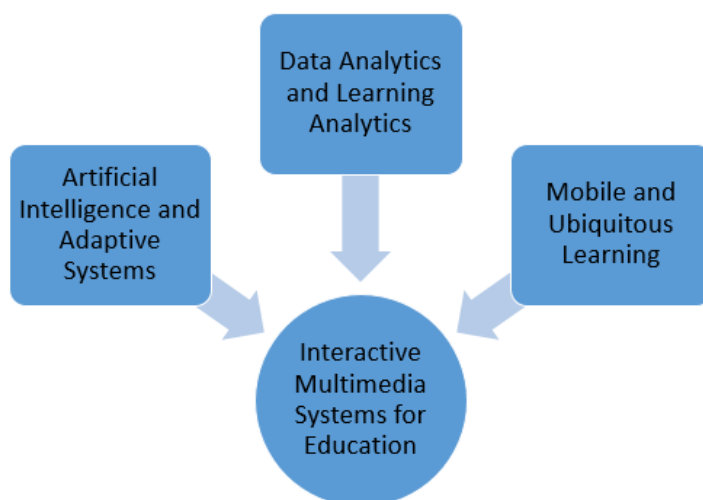 Data Analytics
and Learning
Analytics
Artificial
Intelligence and
Adaptive
Systems
Mobile and
Ubiquitous
Learning
Interactive
Multimedia
Systems for
Education